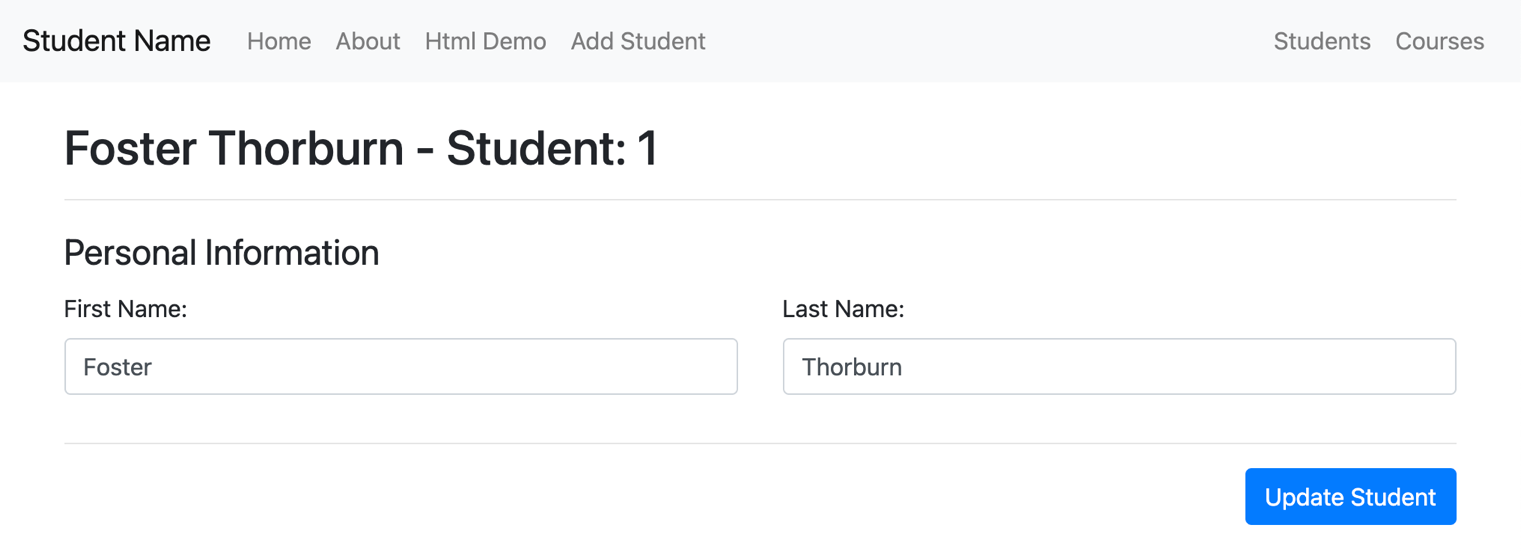 Student Name Home About Html Demo Add Student Students Courses
Foster Thorburn - Student: 1
Personal Information
First Name: Last Name:
Foster Thorburn
Update Student